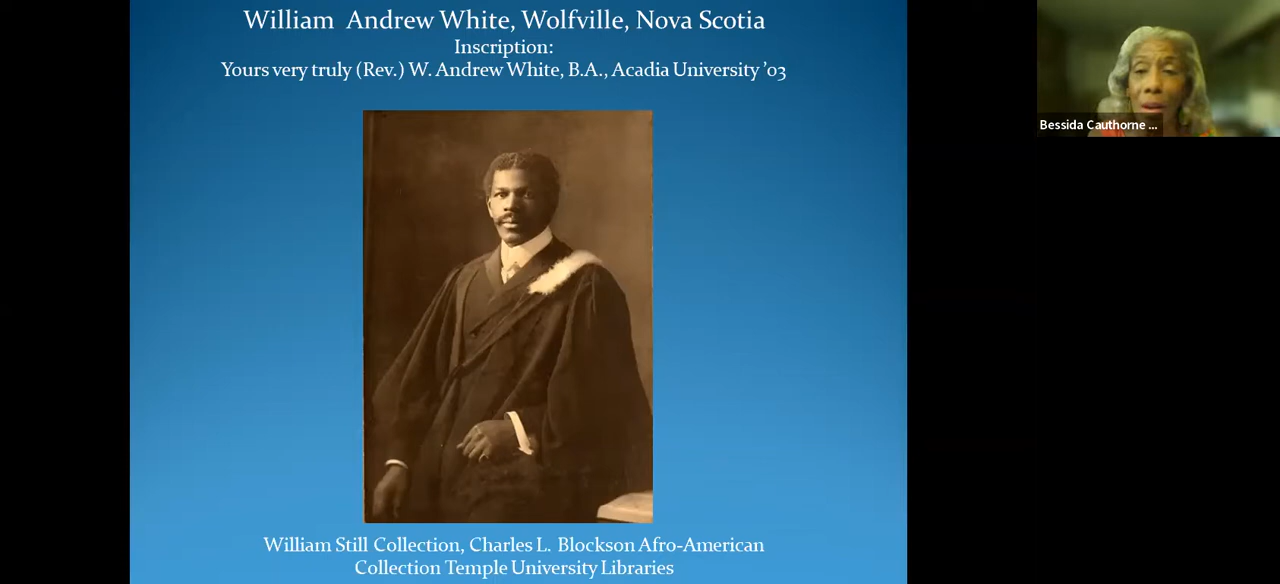 William Andrew White, Wolfville, Nova Scotia
Inscription:
Yours very truly (Rev.) W. Andrew White, B.A., Acadia University ’03
Bessida Cauthorne ...
William Still Collection, Charles L. Blockson Afro-American
Collection Temple University Libraries